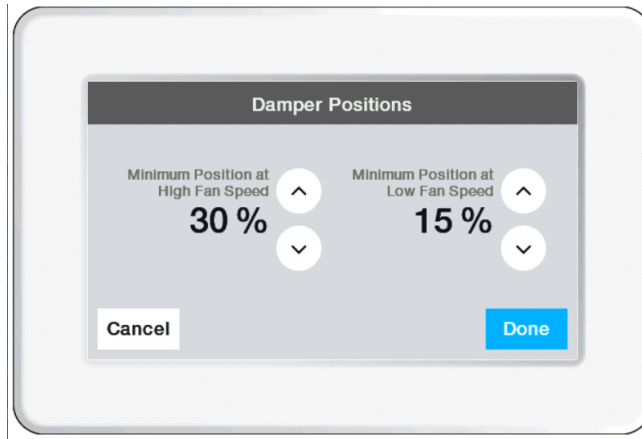 Damper Positions
Minimum Position at
High Fan Speed
30 %
Minimum Position at
Low Fan Speed
15 %
Cancel
Done